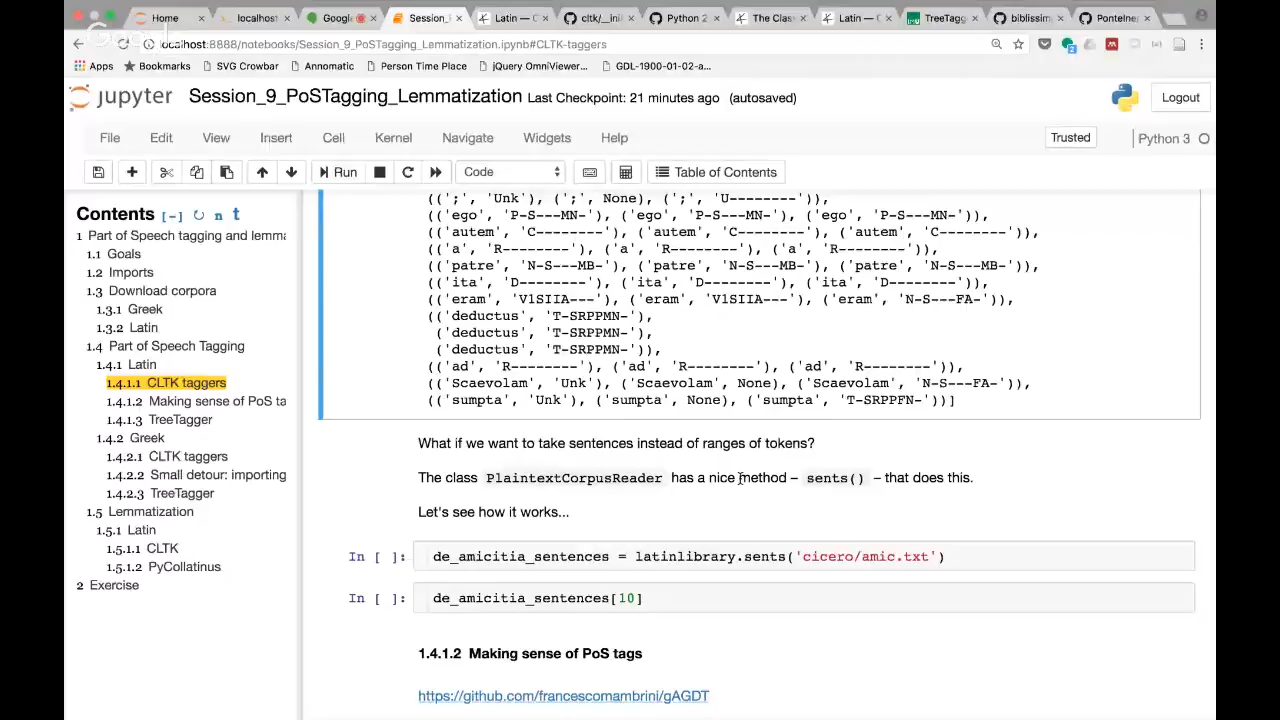 Home
localhos
Google
Session_
Latin — C
cltk/__ini
Python 2
The Clas
Latin — C
TreeTagg
biblissim
Ponteine
Google
localhost:8888/notebooks/Session_9_PoSTagging_Lemmatization.ipynb#CLTK-taggers
Apps Bookmarks SVG Crowbar Annomatic Person Time Place jQuery OmniViewer... GDL-1900-01-02-a...
jupyter Session_9_PoSTagging_Lemmatization Last Checkpoint: 21 minutes ago (autosaved) Logout
File Edit View Insert Cell Kernel Navigate Widgets Help Trusted Python 3
Run Code Table of Contents
Contents [-] n t
1 Part of Speech tagging and lemma
1.1 Goals
1.2 Imports
1.3 Download corpora
1.3.1 Greek
1.3.2 Latin
1.4 Part of Speech Tagging
1.4.1 Latin
1.4.1.1 CLTK taggers
1.4.1.2 Making sense of PoS ta
1.4.1.3 TreeTagger
1.4.2 Greek
1.4.2.1 CLTK taggers
1.4.2.2 Small detour: importing
1.4.2.3 TreeTagger
1.5 Lemmatization
1.5.1 Latin
1.5.1.1 CLTK
1.5.1.2 PyCollatinus
2 Exercise
((';', 'Unk'), (';', None), (';', 'U--------')),
(('ego', 'P-S---MN-'), ('ego', 'P-S---MN-'), ('ego', 'P-S---MN-')),
(('autem', 'C--------'), ('autem', 'C--------'), ('autem', 'C--------')),
(('a', 'R--------'), ('a', 'R--------'), ('a', 'R--------')),
(('patre', 'N-S---MB-'), ('patre', 'N-S---MB-'), ('patre', 'N-S---MB-')),
(('ita', 'D--------'), ('ita', 'D--------'), ('ita', 'D--------')),
(('eram', 'V1SIIA---'), ('eram', 'V1SIIA---'), ('eram', 'N-S---FA-')),
(('deductus', 'T-SRPPMN-'),
('deductus', 'T-SRPPMN-'),
('deductus', 'T-SRPPMN-')),
(('ad', 'R--------'), ('ad', 'R--------'), ('ad', 'R--------')),
(('Scaevolam', 'Unk'), ('Scaevolam', None), ('Scaevolam', 'N-S---FA-')),
(('sumpta', 'Unk'), ('sumpta', None), ('sumpta', 'T-SRPPFN-'))]
What if we want to take sentences instead of ranges of tokens?
The class PlaintextCorpusReader has a nice method – sents() – that does this.
Let's see how it works...
In [ ]: de_amicitia_sentences = latinlibrary.sents('cicero/amic.txt')
In [ ]: de_amicitia_sentences[10]
1.4.1.2 Making sense of PoS tags
https://github.com/francescomambrini/gAGDT